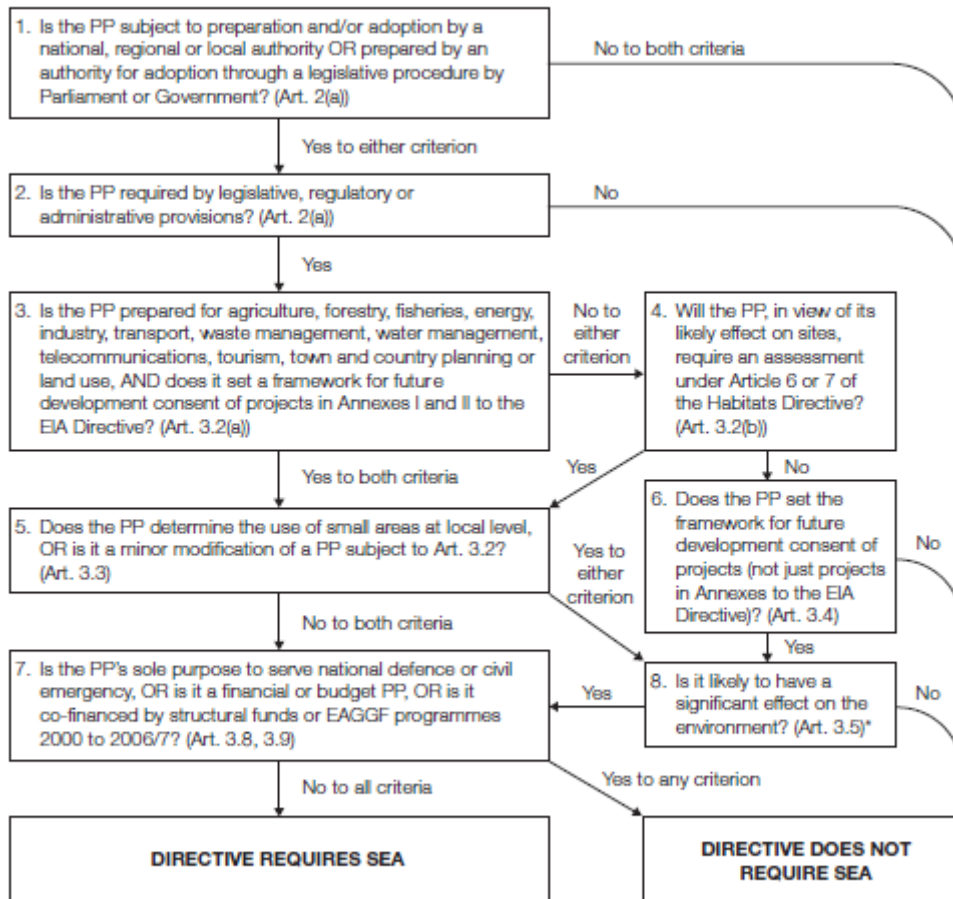 1. Is the PP subject to preparation and/or adoption by a
national, regional or local authority OR prepared by an
authority for adoption through a legislative procedure by
Parliament or Government? (Art. 2(a))
No to both criteria
Yes to either criterion
2. Is the PP required by legislative, regulatory or
administrative provisions? (Art. 2(a))
No
Yes
3. Is the PP prepared for agriculture, forestry, fisheries, energy,
industry, transport, waste management, water management,
telecommunications, tourism, town and country planning or
land use, AND does it set a framework for future
development consent of projects in Annexes I and II to the
EIA Directive? (Art. 3.2(a))
No to
either
criterion
4. Will the PP, in view of its
likely effect on sites,
require an assessment
under Article 6 or 7 of
the Habitats Directive?
(Art. 3.2(b))
Yes to both criteria
Yes
No
5. Does the PP determine the use of small areas at local level,
OR is it a minor modification of a PP subject to Art. 3.2?
(Art. 3.3)
Yes to
either
criterion
6. Does the PP set the
framework for future
development consent of
projects (not just projects
in Annexes to the EIA
Directive)? (Art. 3.4)
No
No to both criteria
Yes
7. Is the PP's sole purpose to serve national defence or civil
emergency, OR is it a financial or budget PP, OR is it
co-financed by structural funds or EAGGF programmes
2000 to 2006/7? (Art. 3.8, 3.9)
Yes
8. Is it likely to have a
significant effect on the
environment? (Art. 3.5)*
No
No to all criteria
Yes to any criterion
DIRECTIVE REQUIRES SEA
DIRECTIVE DOES NOT
REQUIRE SEA